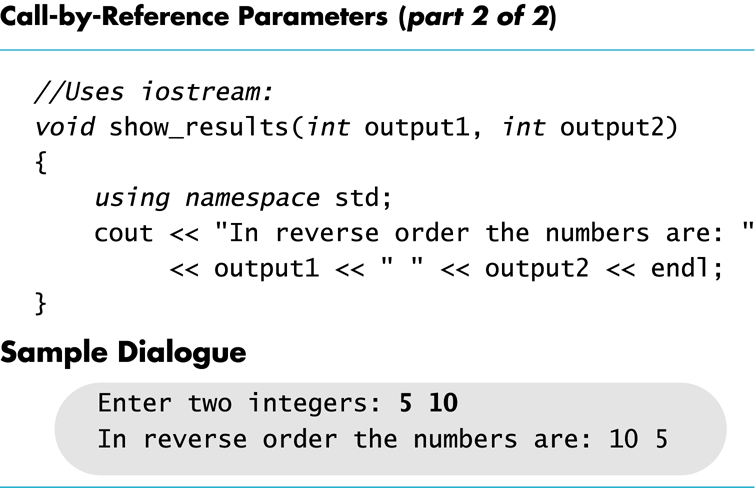 Call-by-Reference Parameters (part 2 of 2)
//Uses iostream:
void show_results(int output1, int output2)
{
    using namespace std;
    cout << "In reverse order the numbers are: "
         << output1 << " " << output2 << endl;
}
Sample Dialogue
Enter two integers: 5 10
In reverse order the numbers are: 10 5